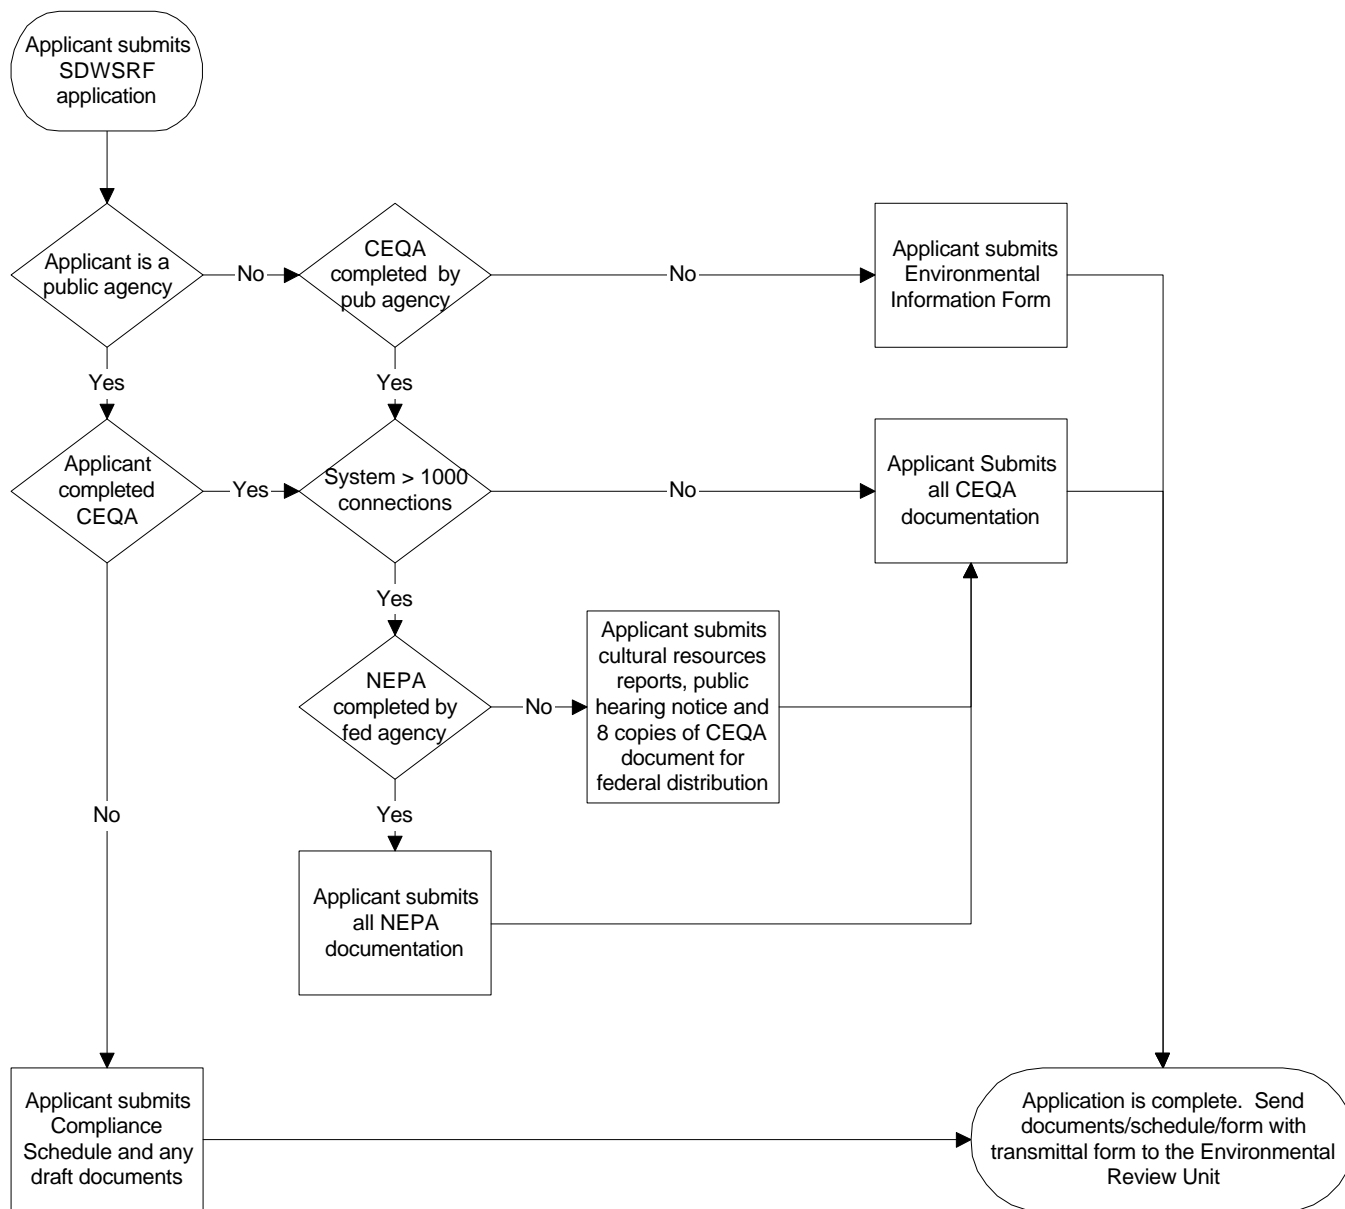 Applicant submits
SDWSRF
application
Applicant is a
public agency
No
CEQA
completed by
pub agency
No
Applicant submits
Environmental
Information Form
Yes
Yes
Applicant
completed
CEQA
Yes
System > 1000
connections
No
Applicant Submits
all CEQA
documentation
Yes
NEPA
completed by
fed agency
No
Applicant submits
cultural resources
reports, public
hearing notice and
8 copies of CEQA
document for
federal distribution
No
Yes
Applicant submits
all NEPA
documentation
Applicant submits
Compliance
Schedule and any
draft documents
Application is complete. Send
documents/schedule/form with
transmittal form to the Environmental
Review Unit